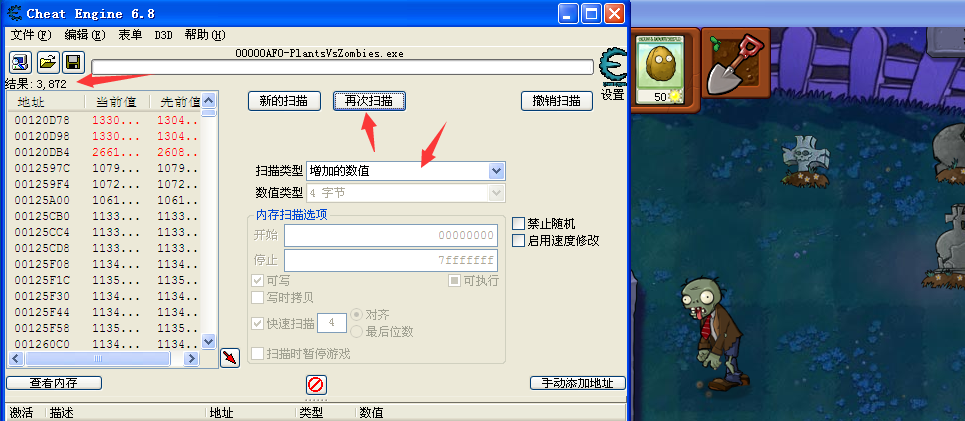 Cheat Engine 6.8
文件(F) 编辑(E) 表单 D3D 帮助(H)
00000AF0-PlantsVsZombies.exe
结果: 3,872
设置
地址 当前值 先前值
00120D78 1330... 1304..
00120D98 1330... 1304..
00120DB4 2661... 2608..
0012597C 1079... 1079..
001259F4 1072... 1072..
00125A00 1061... 1061..
00125CB0 1133... 1133..
00125CC4 1133... 1133..
00125CD8 1133... 1133..
00125F08 1134... 1134..
00125F1C 1135... 1135..
00125F30 1134... 1134..
00125F44 1134... 1134..
00125F58 1135... 1135..
001260C0 1134... 1134..
新的扫描 再次扫描 撤销扫描
扫描类型 增加的数值
数值类型 4 字节
内存扫描选项
开始 00000000
停止 7fffffff
可写 可执行
写时拷贝
快速扫描 4 对齐
最后位数
扫描时暂停游戏
禁止随机
启用速度修改
查看内存 手动添加地址
激活 描述 地址 类型 数值
50